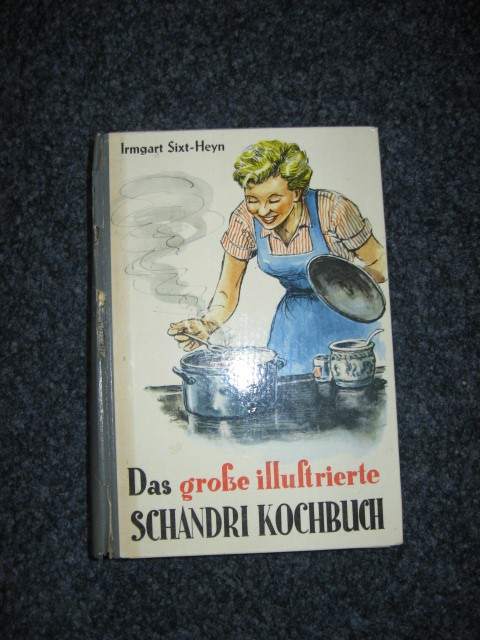 Irmgart Sixt-Heyn
Das große illuſtrierte
SCHANDRI KOCHBUCH